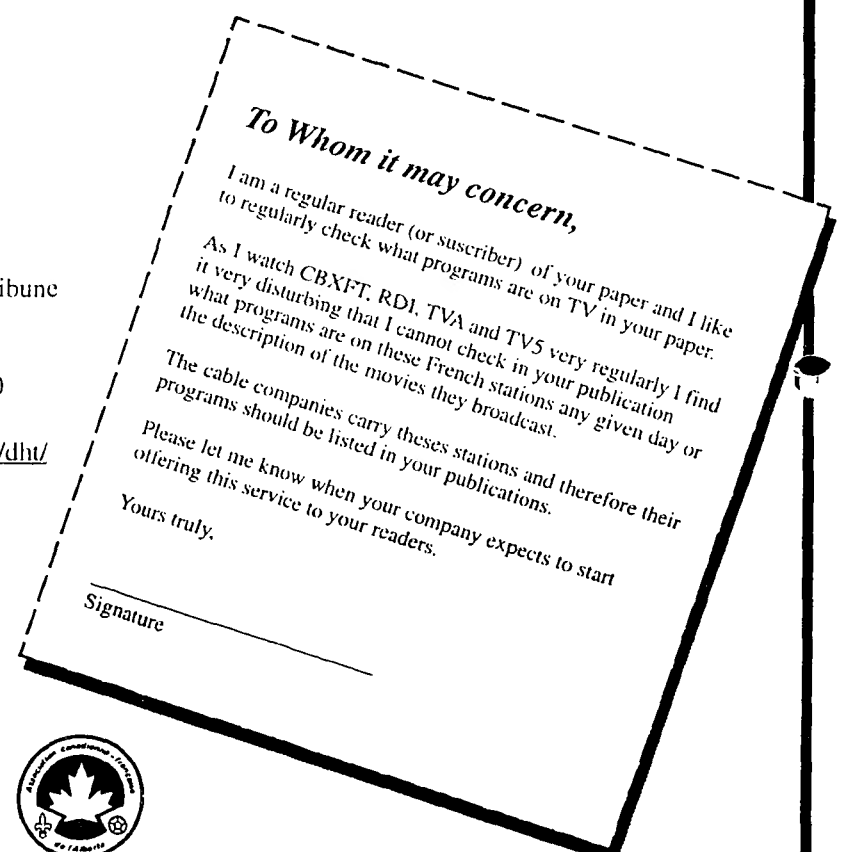 To Whom it may concern,
I am a regular reader (or suscriber) of your paper and I like
to regularly check what programs are on TV in your paper.
As I watch CBXFT, RDI, TVA and TV5 very regularly I find
it very disturbing that I cannot check in your publication
what programs are on these French stations any given day or
the description of the movies they broadcast.
The cable companies carry theses stations and therefore their
programs should be listed in your publications.
Please let me know when your company expects to start
offering this service to your readers.
Yours truly,
Signature
ibune
/dht/
Association Canadienne-Française
de l'Alberta